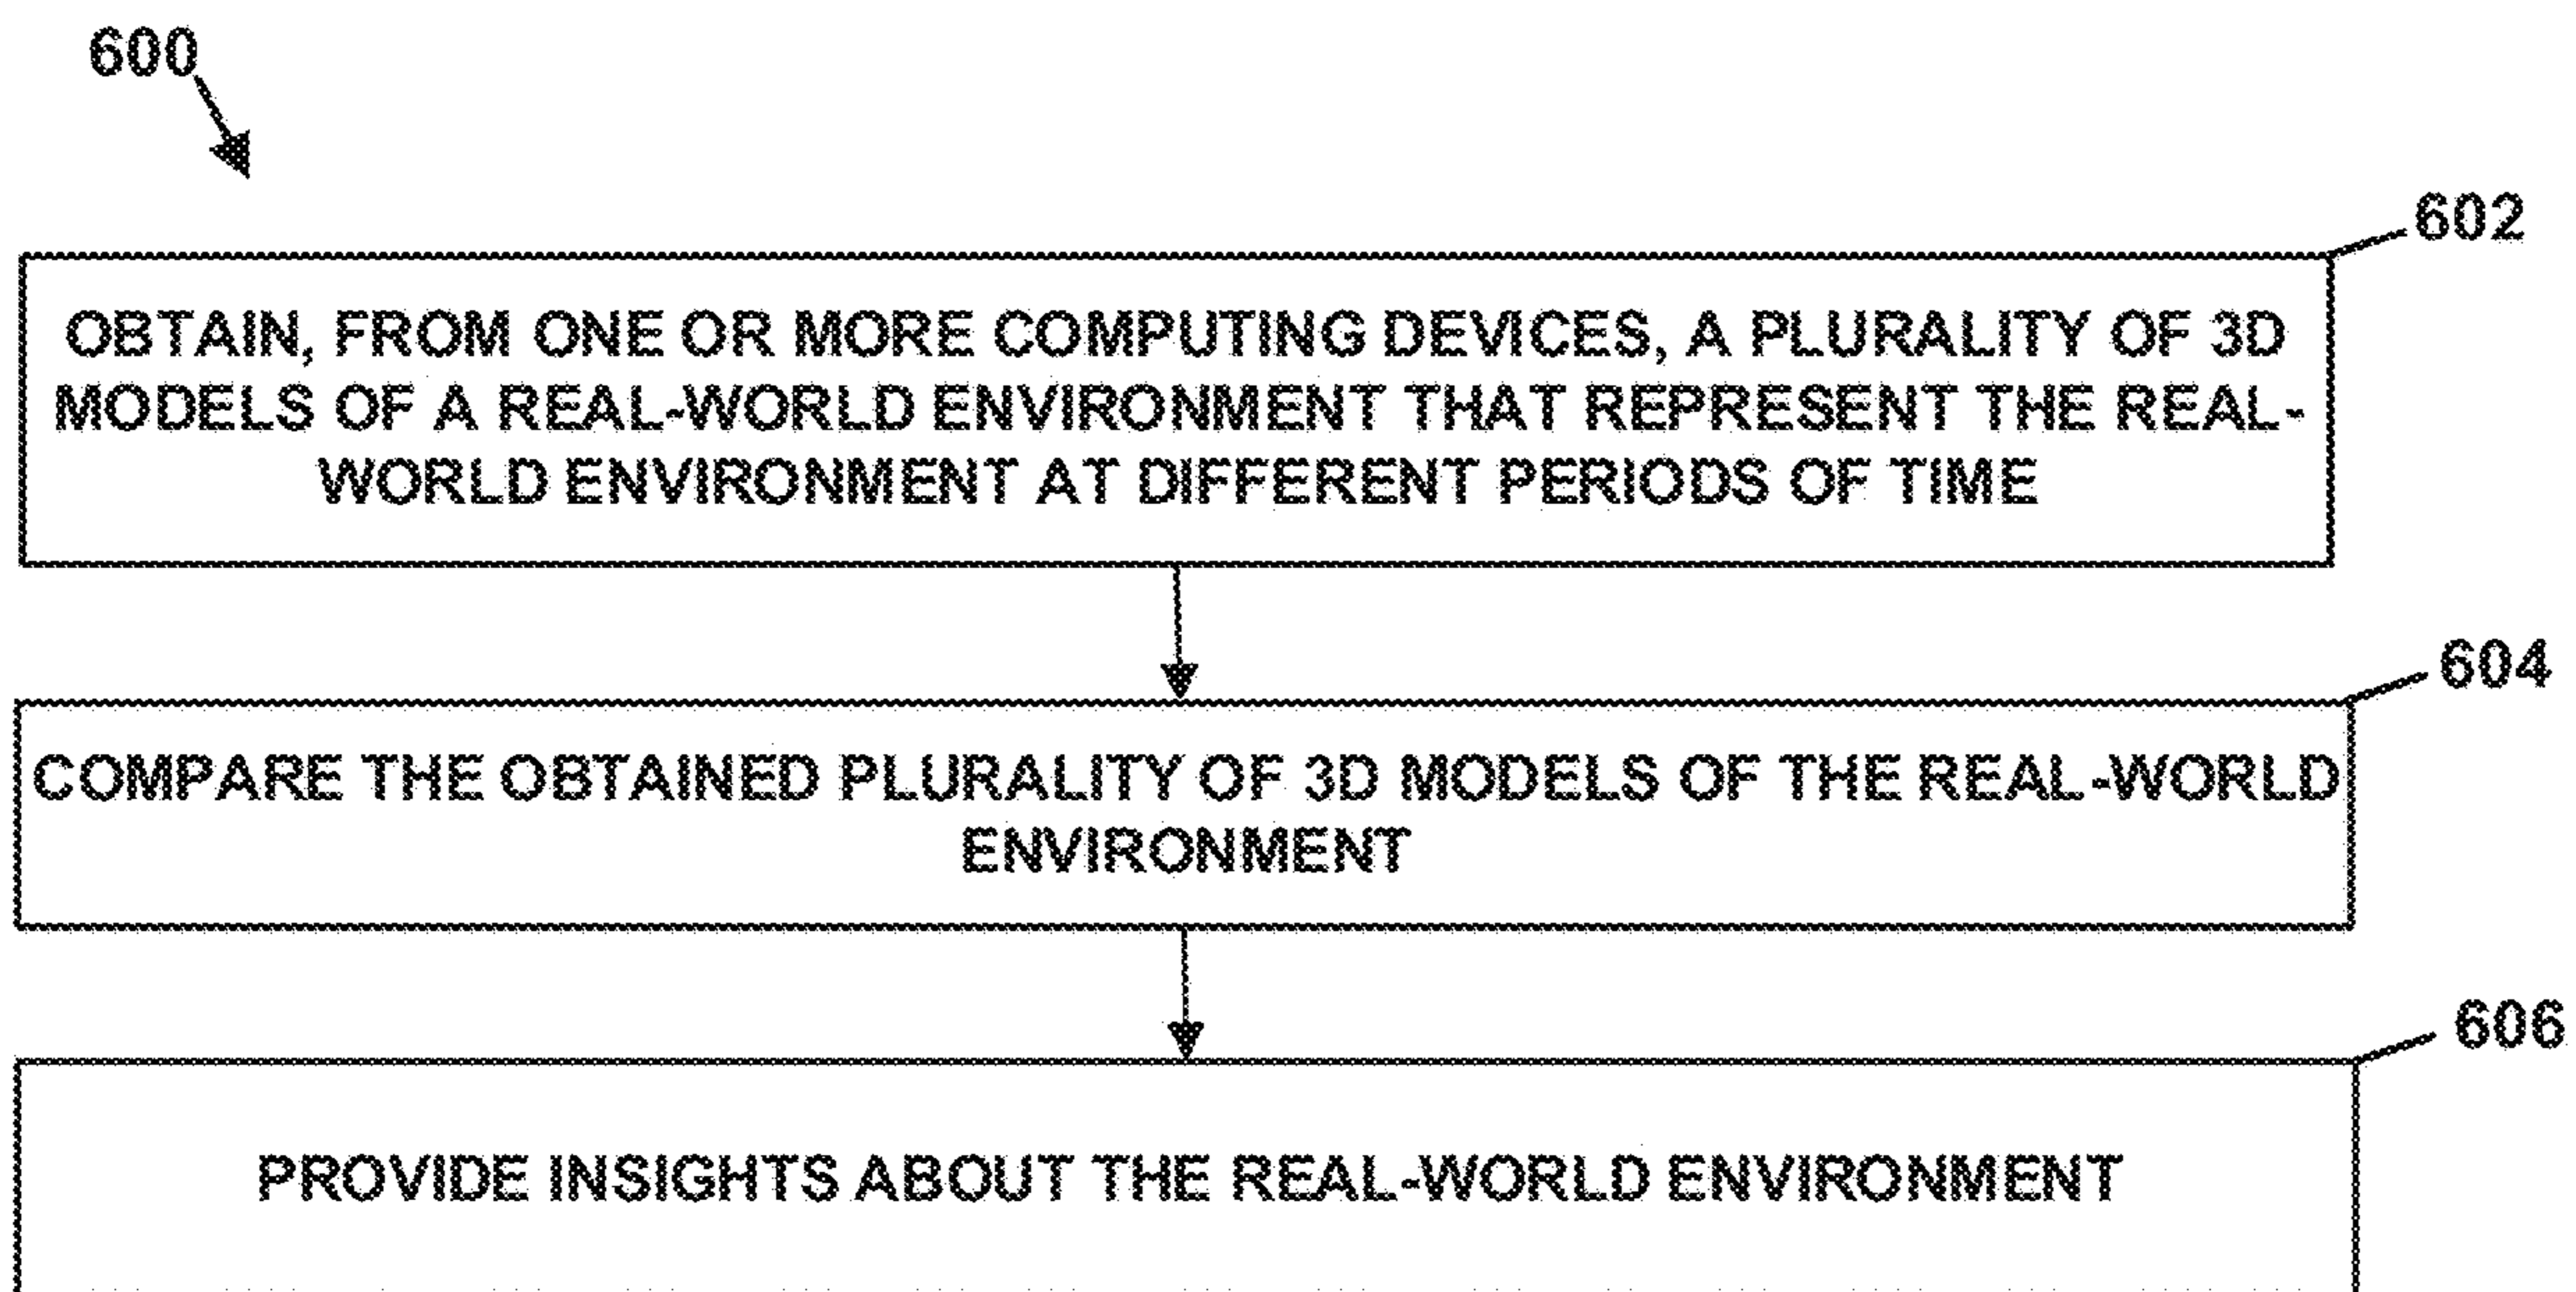 600
602
OBTAIN, FROM ONE OR MORE COMPUTING DEVICES, A PLURALITY OF 3D
MODELS OF A REAL-WORLD ENVIRONMENT THAT REPRESENT THE REAL-
WORLD ENVIRONMENT AT DIFFERENT PERIODS OF TIME
604
COMPARE THE OBTAINED PLURALITY OF 3D MODELS OF THE REAL-WORLD
ENVIRONMENT
606
PROVIDE INSIGHTS ABOUT THE REAL-WORLD ENVIRONMENT